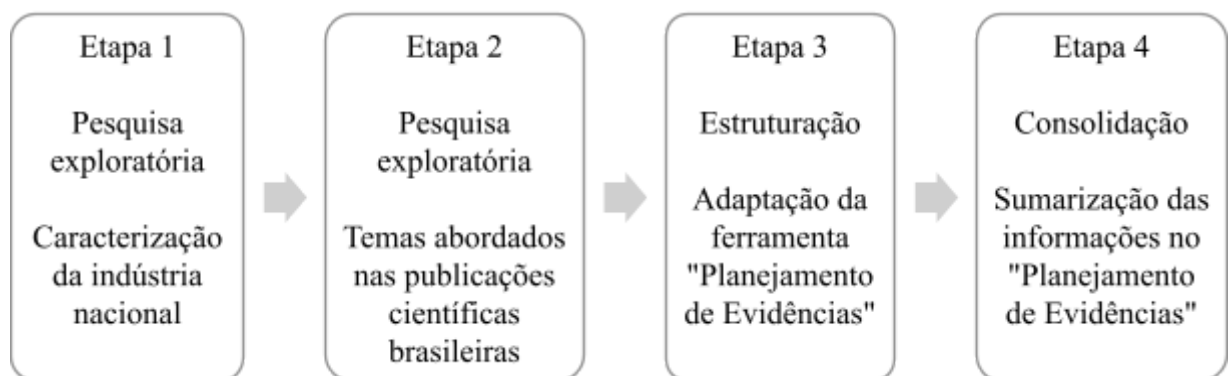 Etapa 1
Pesquisa
exploratória
Caracterização
da indústria
nacional
Etapa 2
Pesquisa
exploratória
Temas abordados
nas publicações
científicas
brasileiras
Etapa 3
Estruturação
Adaptação da
ferramenta
"Planejamento
de Evidências"
Etapa 4
Consolidação
Sumarização das
informações no
"Planejamento
de Evidências"